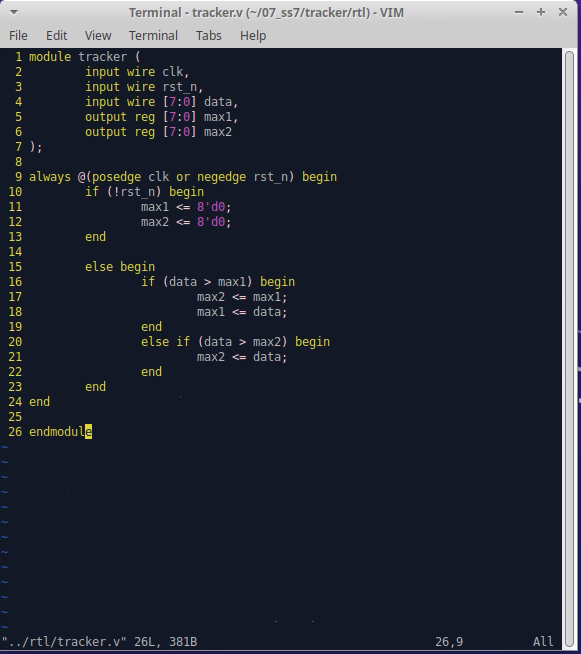 Terminal - tracker.v (~/07_ss7/tracker/rtl) - VIM
File Edit View Terminal Tabs Help
1 module tracker (
2         input wire clk,
3         input wire rst_n,
4         input wire [7:0] data,
5         output reg [7:0] max1,
6         output reg [7:0] max2
7 );
8
9 always @(posedge clk or negedge rst_n) begin
10         if (!rst_n) begin
11                 max1 <= 8'd0;
12                 max2 <= 8'd0;
13         end
14
15         else begin
16                 if (data > max1) begin
17                         max2 <= max1;
18                         max1 <= data;
19                 end
20                 else if (data > max2) begin
21                         max2 <= data;
22                 end
23         end
24 end
25
26 endmodule
~
~
~
~
~
~
~
~
~
~
~
~
~
"../rtl/tracker.v" 26L, 381B 26,9 All